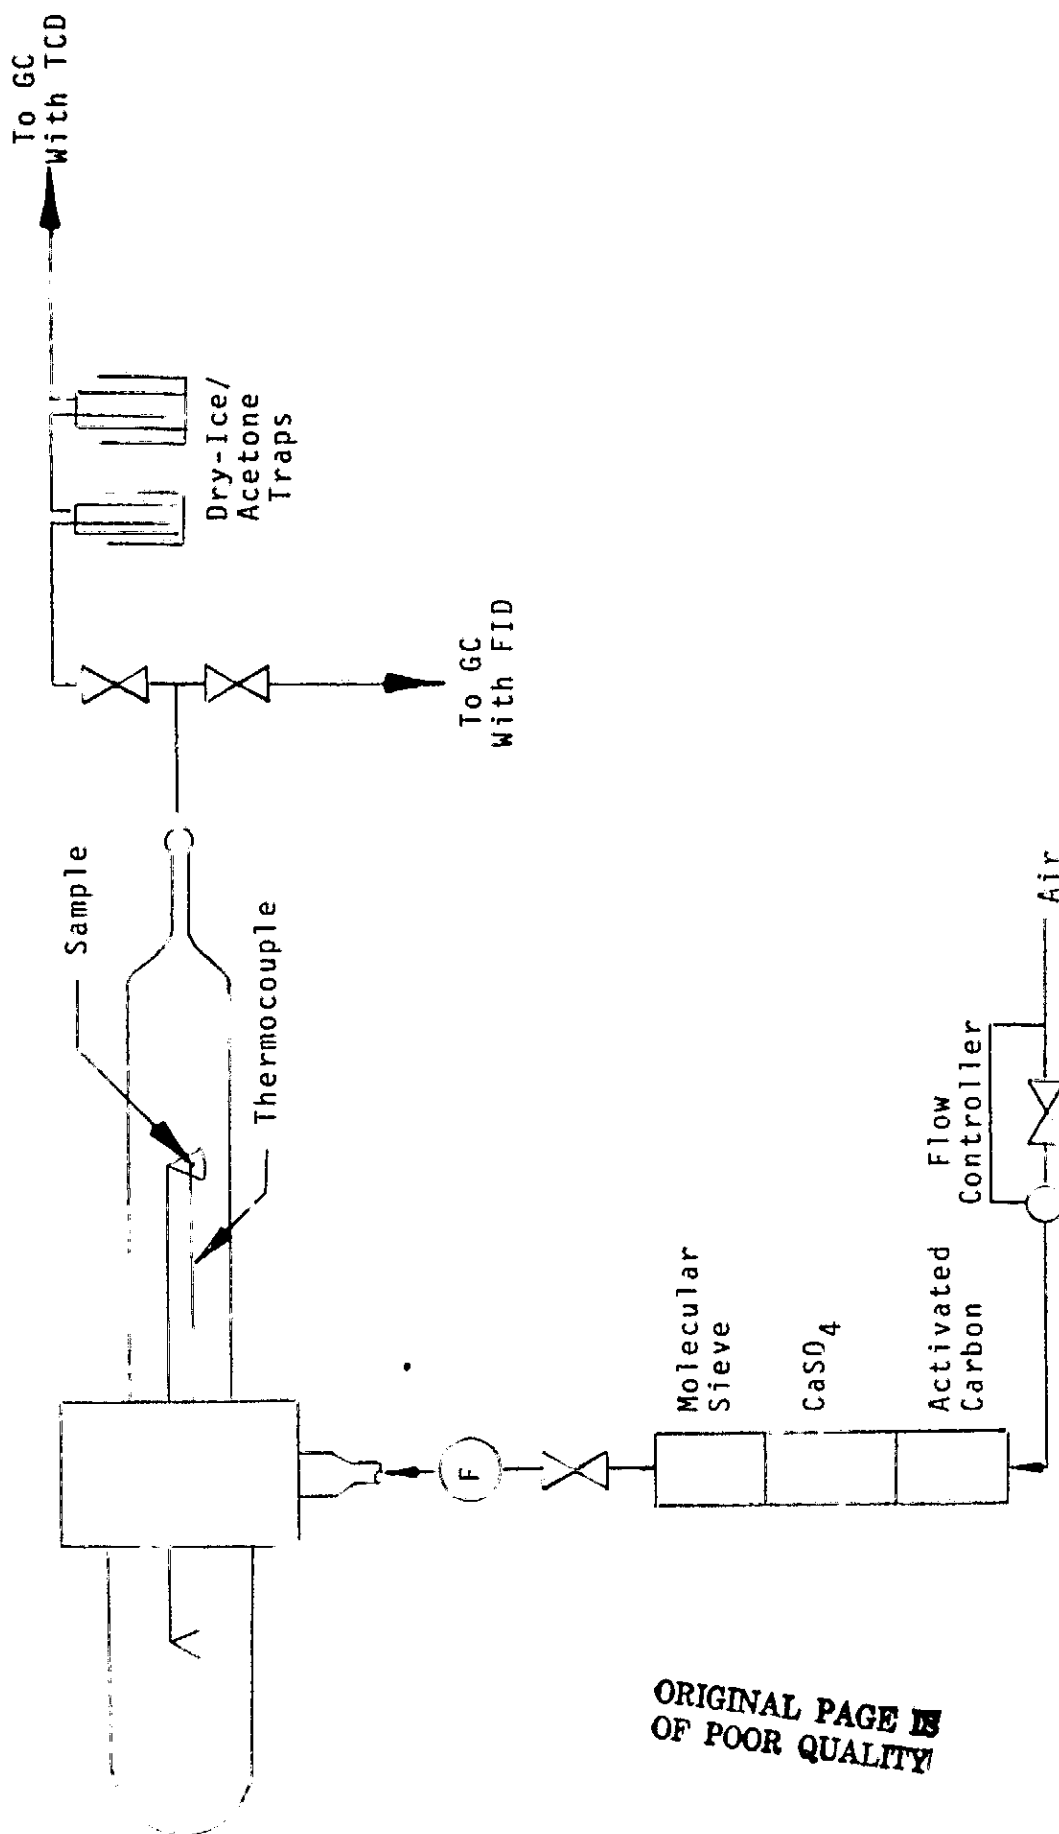 To GC
With TCD
Dry-Ice/
Acetone
Traps
To GC
With FID
Sample
Thermocouple
Air
Flow
Controller
Molecular
Sieve
CaSO4
Activated
Carbon
F
ORIGINAL PAGE IS
OF POOR QUALITY